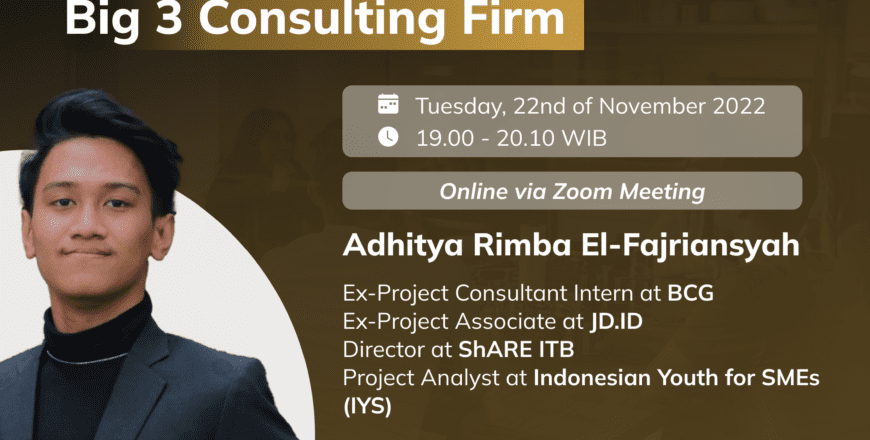 Big 3 Consulting Firm
Tuesday, 22nd of November 2022
19.00 - 20.10 WIB
Online via Zoom Meeting
Adhitya Rimba El-Fajriansyah
Ex-Project Consultant Intern at BCG
Ex-Project Associate at JD.ID
Director at ShARE ITB
Project Analyst at Indonesian Youth for SMEs
(IYS)